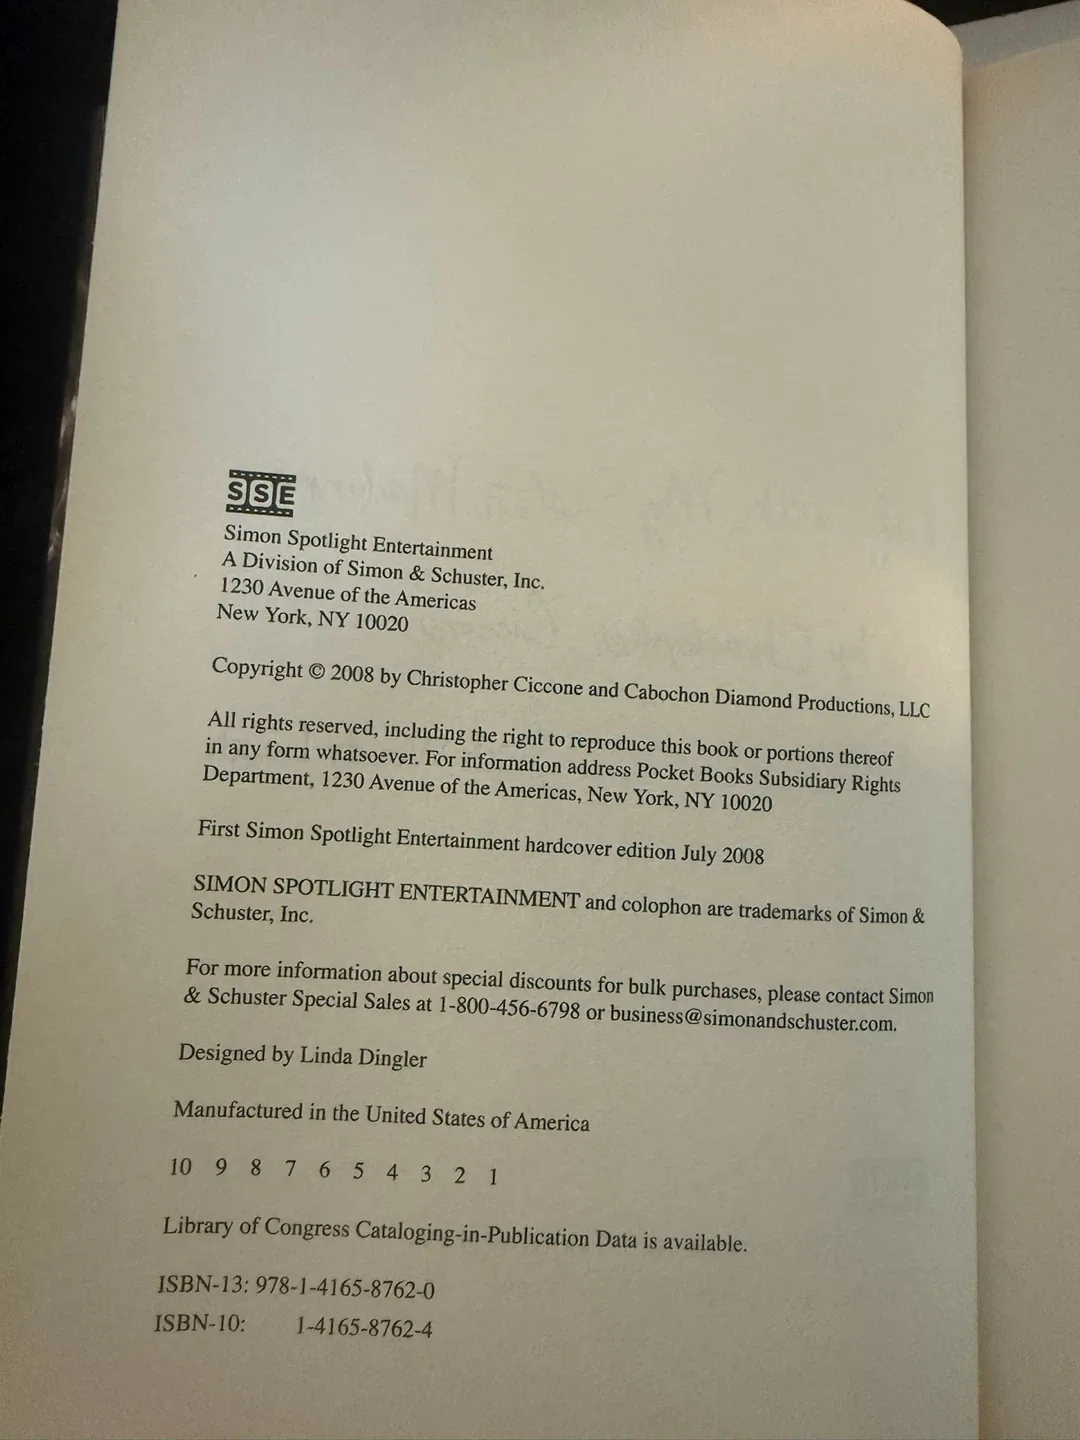 SSE
Simon Spotlight Entertainment
A Division of Simon & Schuster, Inc.
1230 Avenue of the Americas
New York, NY 10020
Copyright © 2008 by Christopher Ciccone and Cabochon Diamond Productions, LLC
All rights reserved, including the right to reproduce this book or portions thereof
in any form whatsoever. For information address Pocket Books Subsidiary Rights
Department, 1230 Avenue of the Americas, New York, NY 10020
First Simon Spotlight Entertainment hardcover edition July 2008
SIMON SPOTLIGHT ENTERTAINMENT and colophon are trademarks of Simon &
Schuster, Inc.
For more information about special discounts for bulk purchases, please contact Simon
& Schuster Special Sales at 1-800-456-6798 or business@simonandschuster.com.
Designed by Linda Dingler
Manufactured in the United States of America
10 9 8 7 6 5 4 3 2 1
Library of Congress Cataloging-in-Publication Data is available.
ISBN-13: 978-1-4165-8762-0
ISBN-10: 1-4165-8762-4